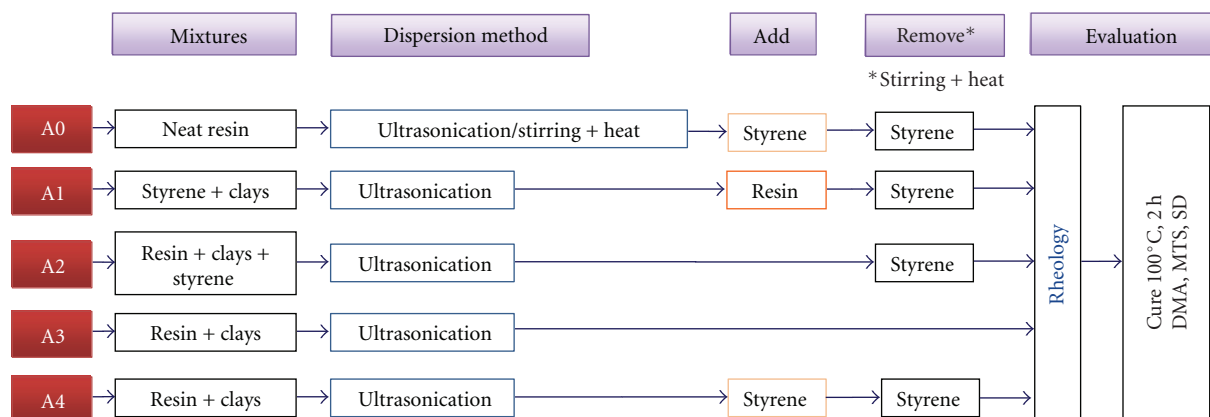 Mixtures
Dispersion method
Add
Remove*
Evaluation
*Stirring + heat
A0
Neat resin
Ultrasonication/stirring + heat
Styrene
Styrene
A1
Styrene + clays
Ultrasonication
Resin
Styrene
A2
Resin + clays +
styrene
Ultrasonication
Styrene
A3
Resin + clays
Ultrasonication
A4
Resin + clays
Ultrasonication
Styrene
Styrene
Rheology
Cure 100°C, 2 h
DMA, MTS, SD